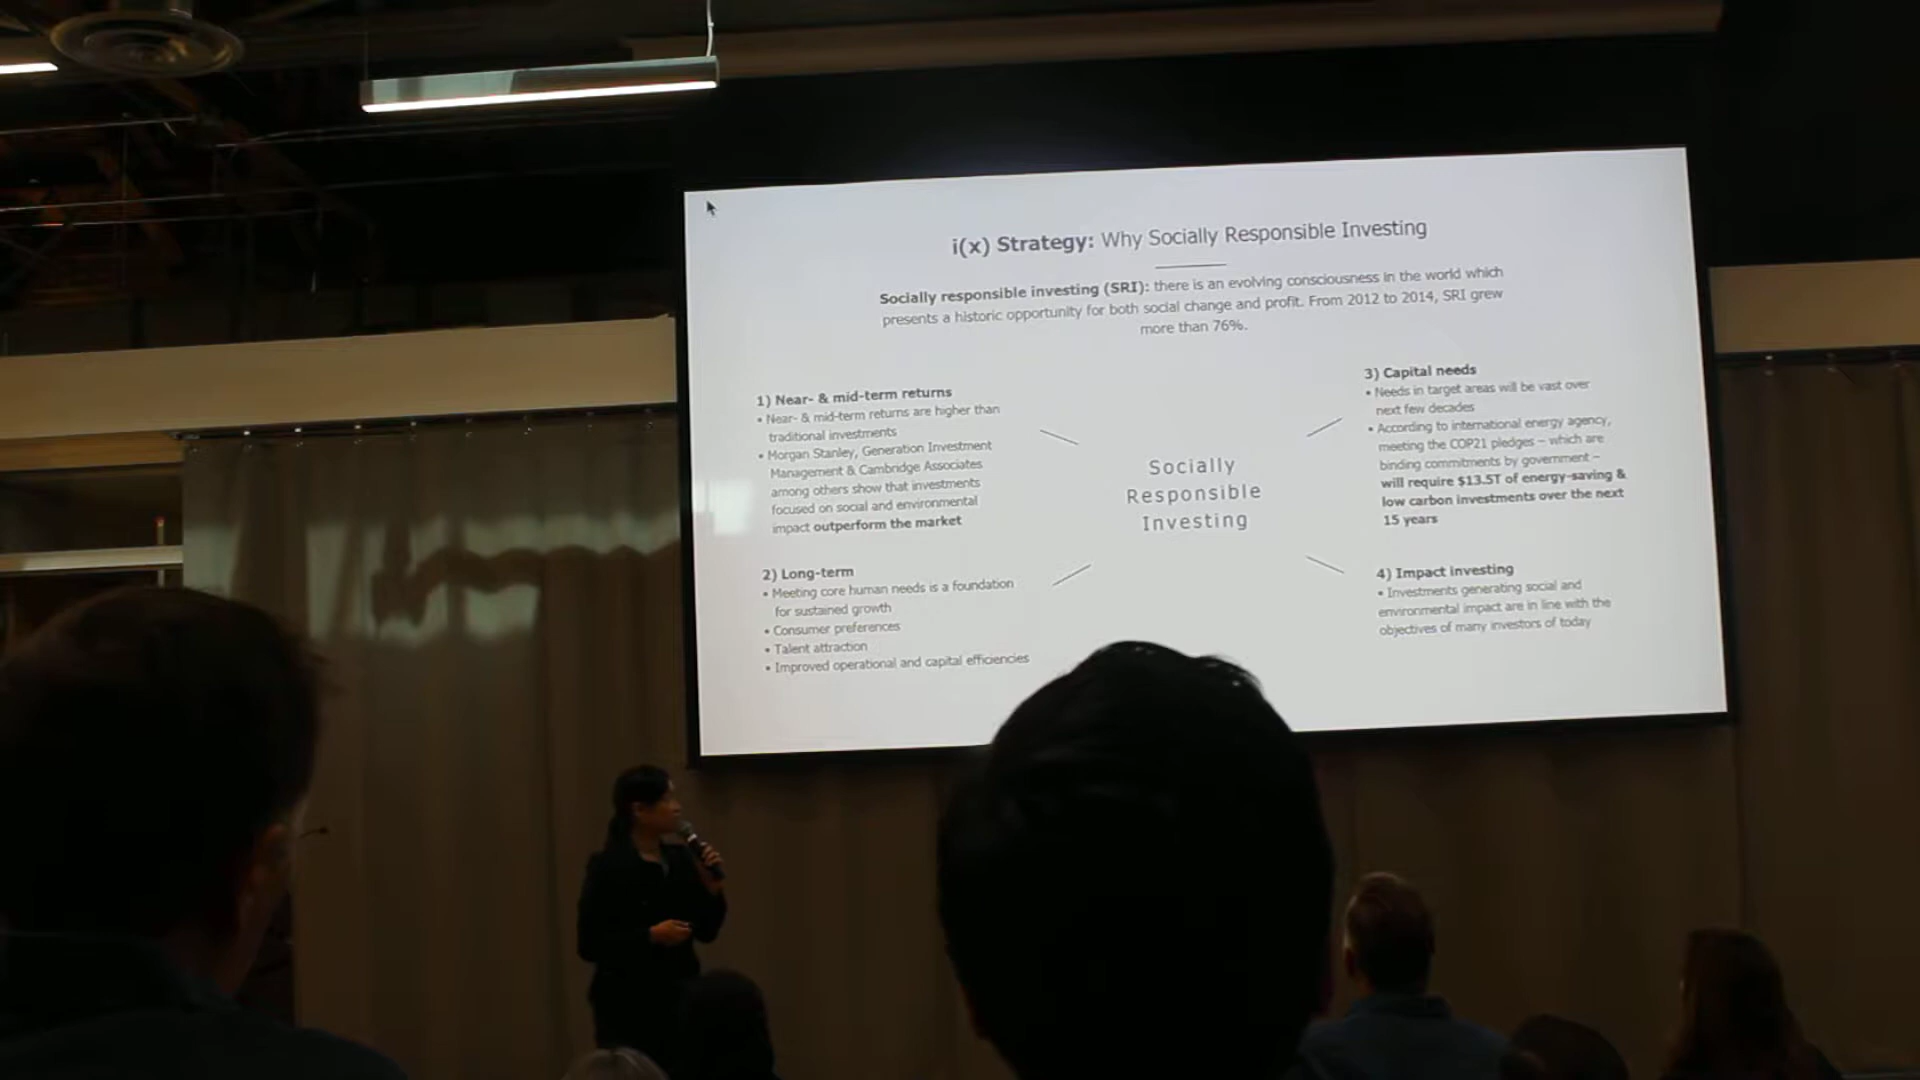 i(x) Strategy: Why Socially Responsible Investing
Socially responsible investing (SRI): there is an evolving consciousness in the world which
presents a historic opportunity for both social change and profit. From 2012 to 2014, SRI grew
more than 76%.
1) Near- & mid-term returns
• Near- & mid-term returns are higher than
traditional investments
• Morgan Stanley, Generation Investment
Management & Cambridge Associates
among others show that investments
focused on social and environmental
impact outperform the market
2) Long-term
• Meeting core human needs is a foundation
for sustained growth
• Consumer preferences
• Talent attraction
• Improved operational and capital efficiencies
Socially
Responsible
Investing
3) Capital needs
• Needs in target areas will be vast over
next few decades
• According to international energy agency,
meeting the COP21 pledges – which are
binding commitments by government –
will require $13.5T of energy-saving &
low carbon investments over the next
15 years
4) Impact investing
• Investments generating social and
environmental impact are in line with the
objectives of many investors of today